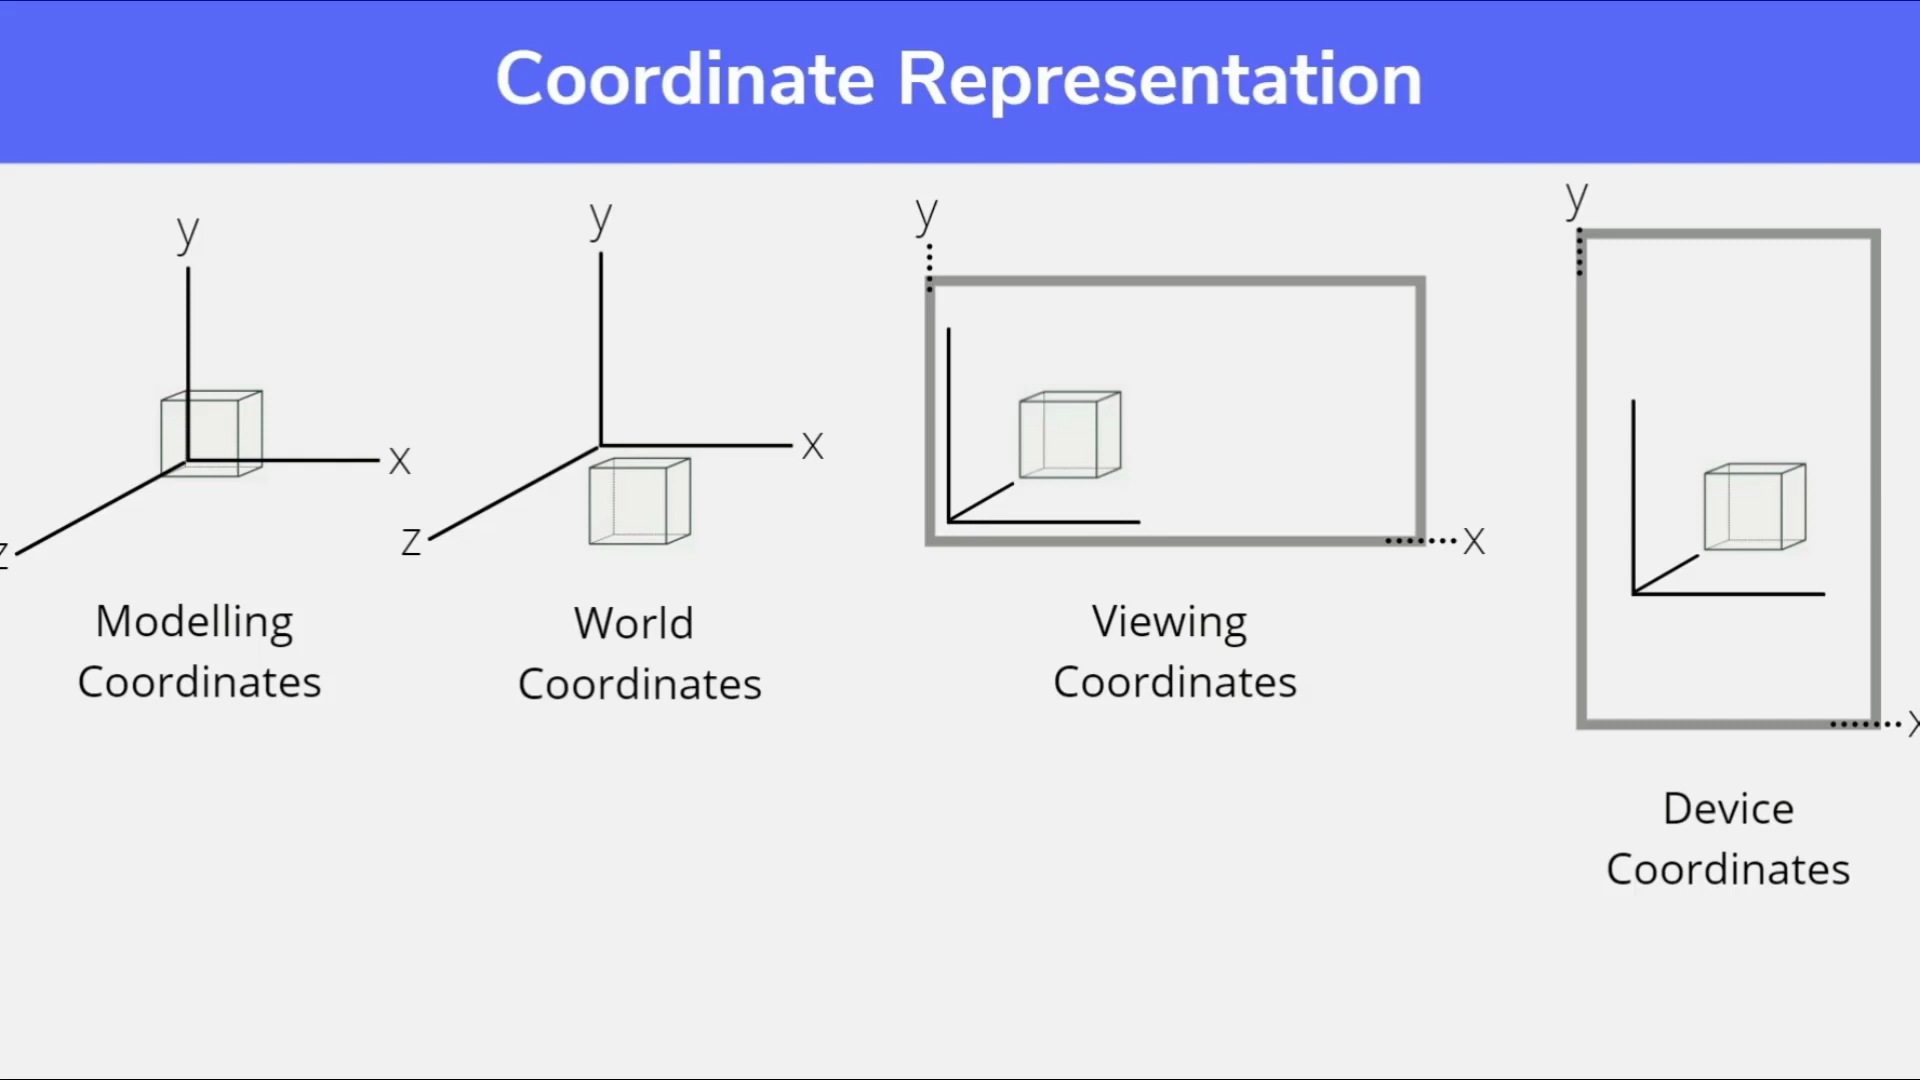 Coordinate Representation
y
x
z
Modelling
Coordinates
y
x
z
World
Coordinates
y
x
Viewing
Coordinates
y
x
Device
Coordinates